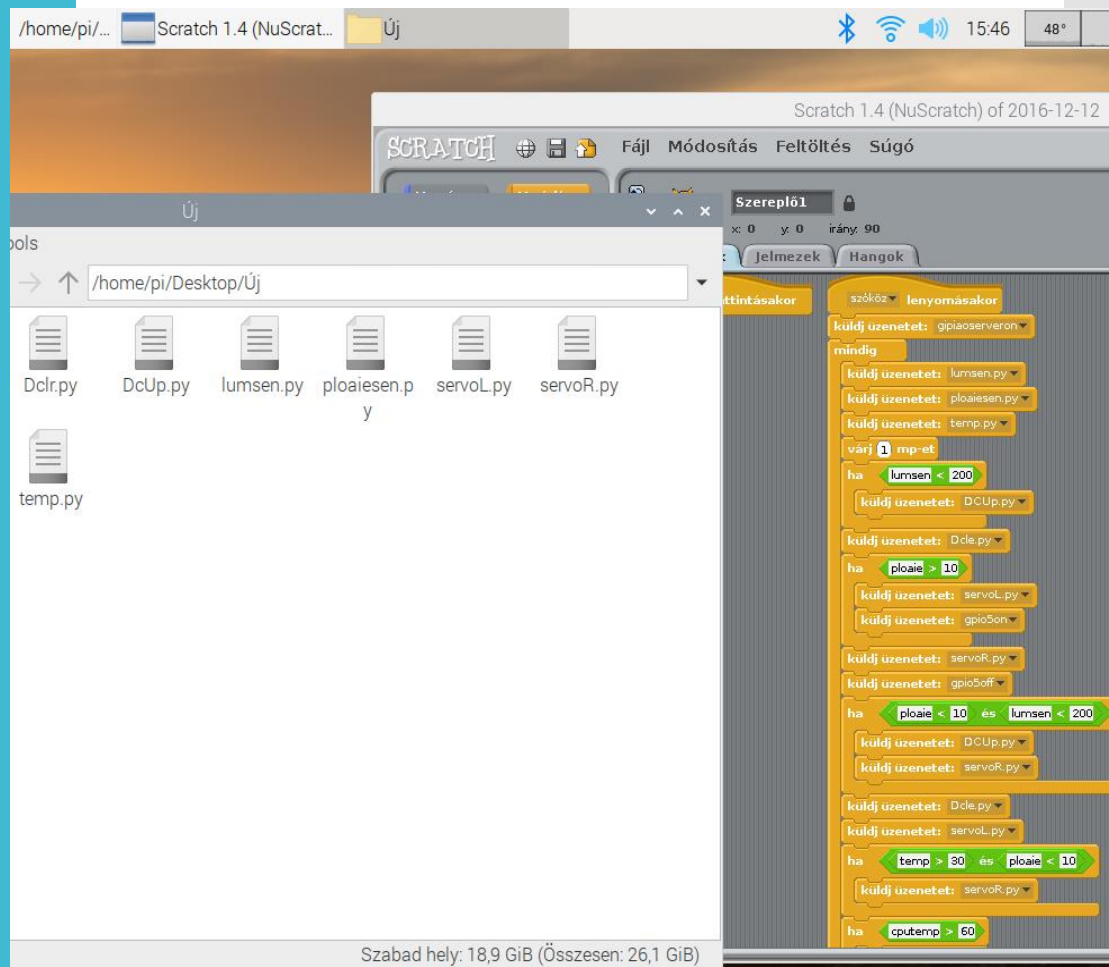 /home/pi/... Scratch 1.4 (NuScrat... Új 15:46 48°
Scratch 1.4 (NuScratch) of 2016-12-12
SCRATCH Fájl Módosítás Feltöltés Súgó
Szereplő1
x: 0 y: 0 irány: 90
Jelmezek Hangok
Új
ools
/home/pi/Desktop/Új
Dclr.py DcUp.py lumsen.py ploaiesen.p servoL.py servoR.py
y
temp.py
Szabad hely: 18,9 GiB (Összesen: 26,1 GiB)
ttintásakor
szóköz lenyomásakor
küldj üzenetet: gipiaoserveron
mindig
küldj üzenetet: lumsen.py
küldj üzenetet: ploaiesen.py
küldj üzenetet: temp.py
várj 1 mp-et
ha lumsen < 200
küldj üzenetet: DCUp.py
küldj üzenetet: Dcle.py
ha ploaie > 10
küldj üzenetet: servoL.py
küldj üzenetet: gpio5on
küldj üzenetet: servoR.py
küldj üzenetet: gpio5off
ha ploaie < 10 és lumsen < 200
küldj üzenetet: DCUp.py
küldj üzenetet: servoR.py
küldj üzenetet: Dcle.py
küldj üzenetet: servoL.py
ha temp > 30 és ploaie < 10
küldj üzenetet: servoR.py
ha cputemp > 60